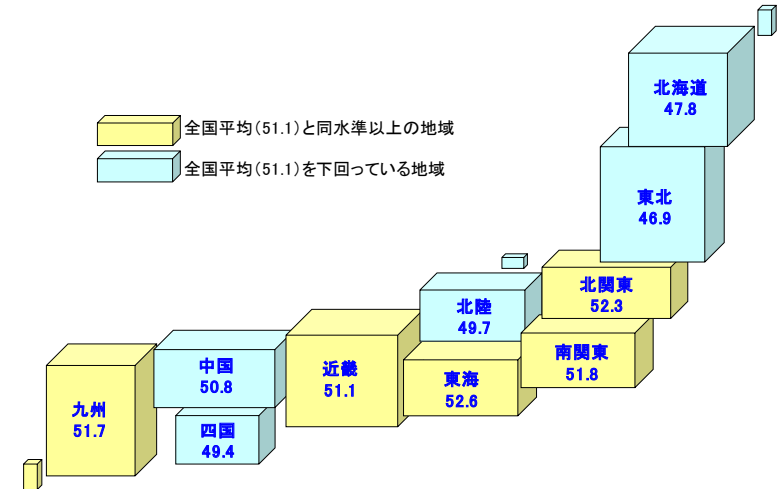 北海道
47.8
全国平均(51.1)と同水準以上の地域
全国平均(51.1)を下回っている地域
東北
46.9
北関東
52.3
北陸
49.7
南関東
51.8
中国
50.8
近畿
51.1
東海
52.6
九州
51.7
四国
49.4